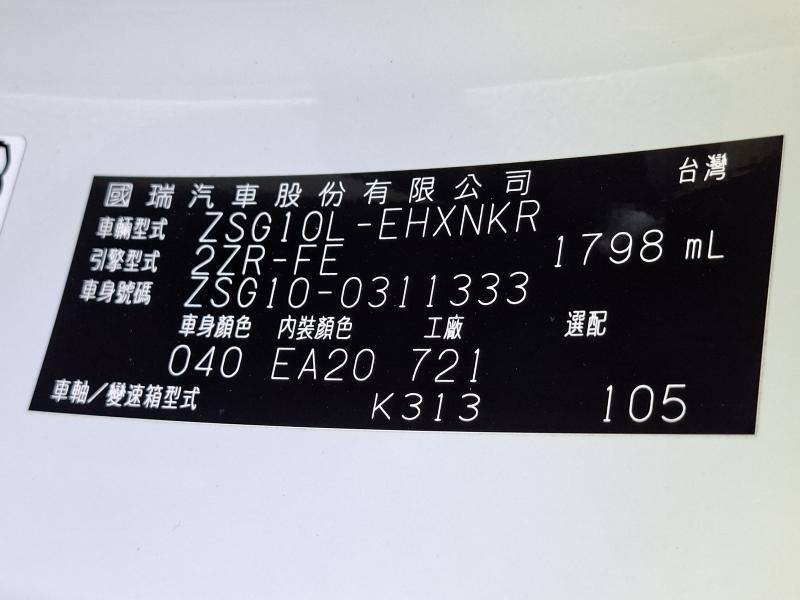 國瑞汽車股份有限公司 台灣
車輛型式 ZSG10L-EHXNKR
引擎型式 2ZR-FE 1798 mL
車身號碼 ZSG10-0311333
車身顏色 內裝顏色 工廠 選配
040 EA20 721
車軸/變速箱型式 K313 105